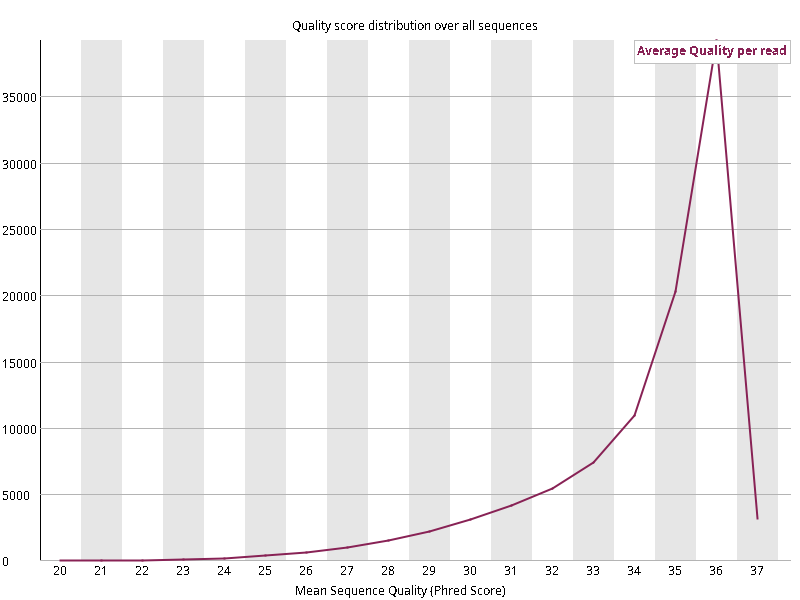 Quality score distribution over all sequences
Average Quality per read
35000
30000
25000
20000
15000
10000
5000
0
20 21 22 23 24 25 26 27 28 29 30 31 32 33 34 35 36 37
Mean Sequence Quality (Phred Score)